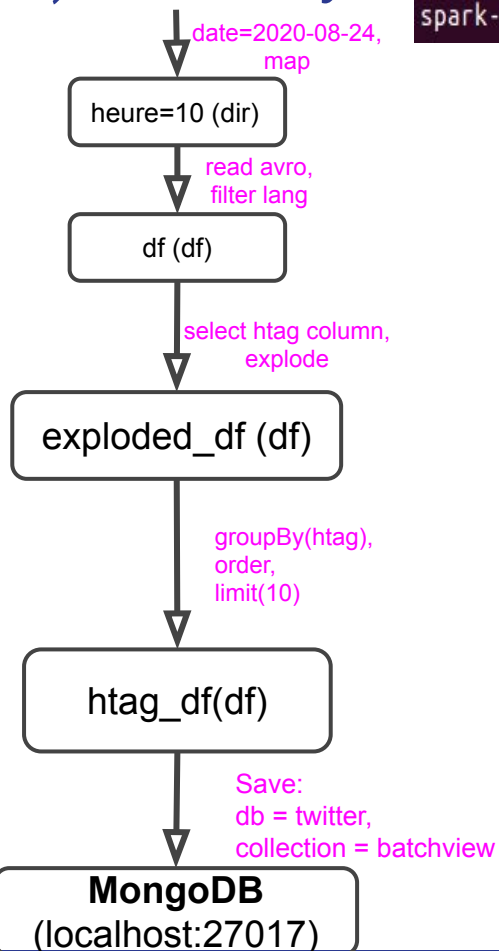 spark-
date=2020-08-24,
map
heure=10 (dir)
read avro,
filter lang
df (df)
select htag column,
explode
exploded_df (df)
groupBy(htag),
order,
limit(10)
htag_df(df)
Save:
db = twitter,
collection = batchview
MongoDB
(localhost:27017)